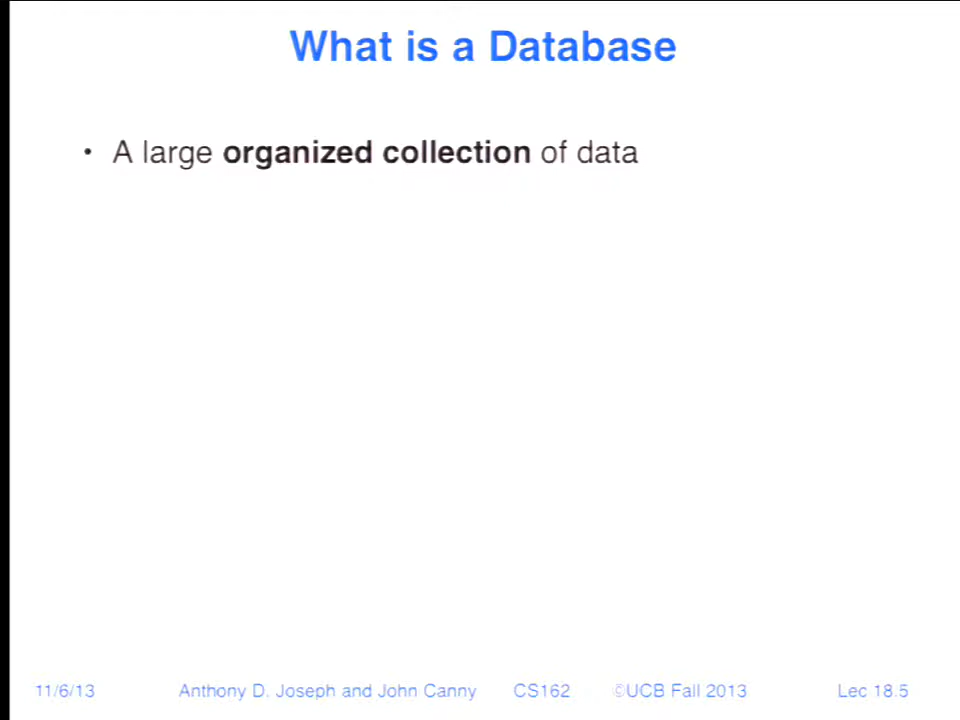 What is a Database
• A large organized collection of data
11/6/13 Anthony D. Joseph and John Canny CS162 ©UCB Fall 2013 Lec 18.5